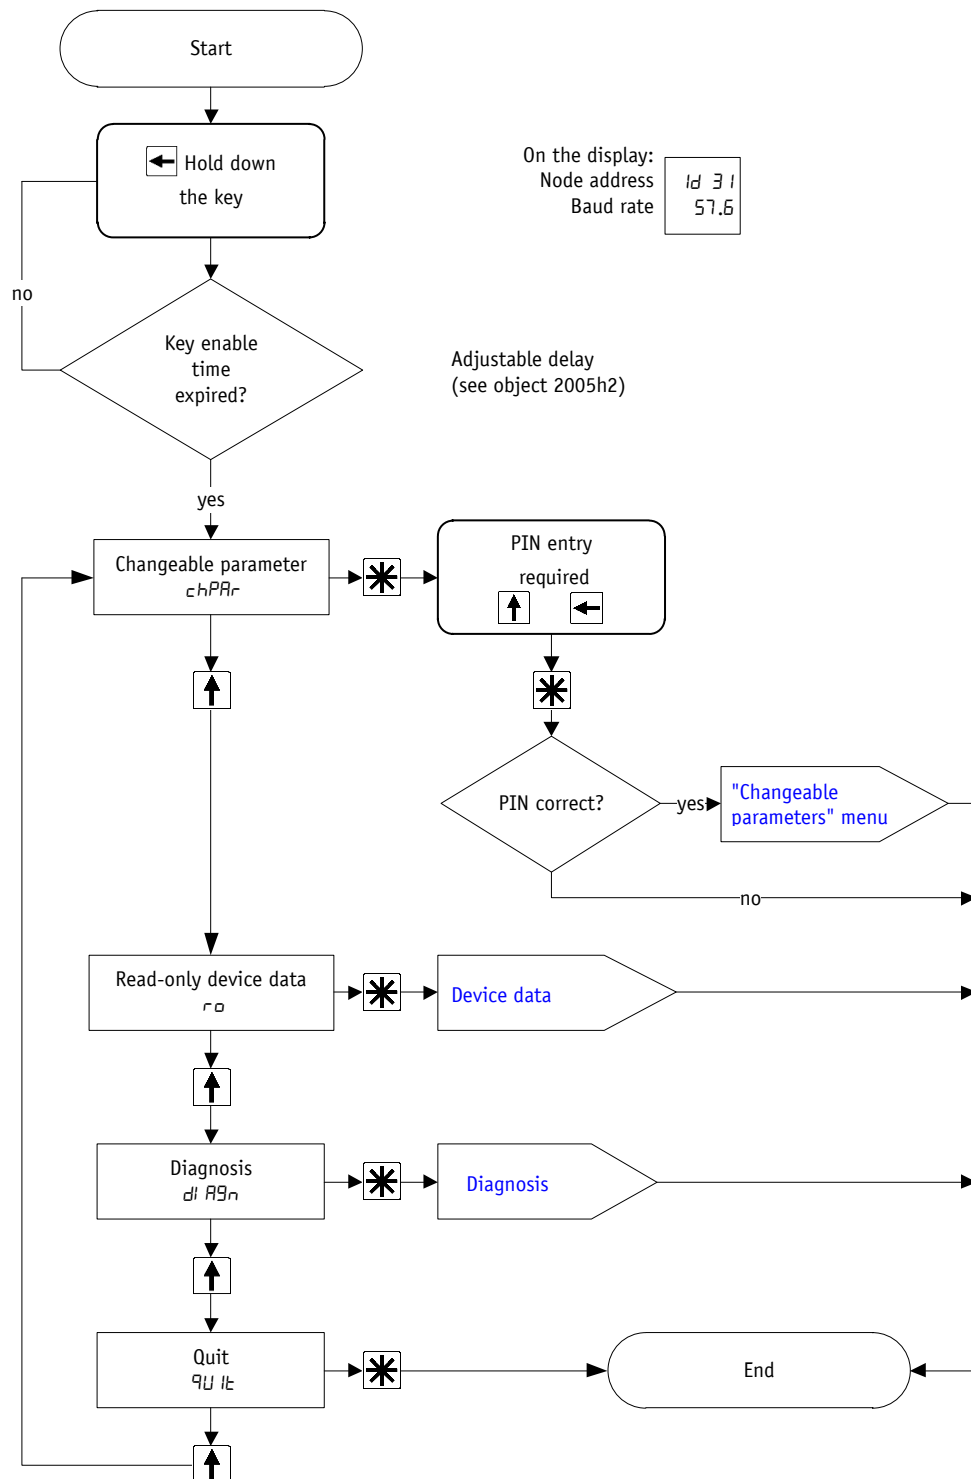 Start
Hold down
the key
On the display:
Node address
Baud rate
Id 31
57.6
no
Key enable
time
expired?
Adjustable delay
(see object 2005h2)
yes
Changeable parameter
chPAr
PIN entry
required
PIN correct?
yes
"Changeable
parameters" menu
no
Read-only device data
ro
Device data
Diagnosis
dIAgn
Diagnosis
Quit
qUIt
End